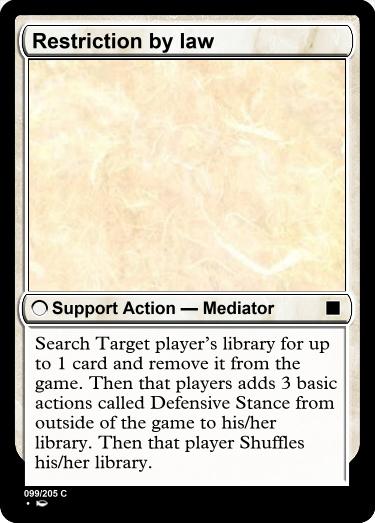 Restriction by law
Support Action — Mediator
Search Target player's library for up
to 1 card and remove it from the
game. Then that players adds 3 basic
actions called Defensive Stance from
outside of the game to his/her
library. Then that player Shuffles
his/her library.
099/205 C